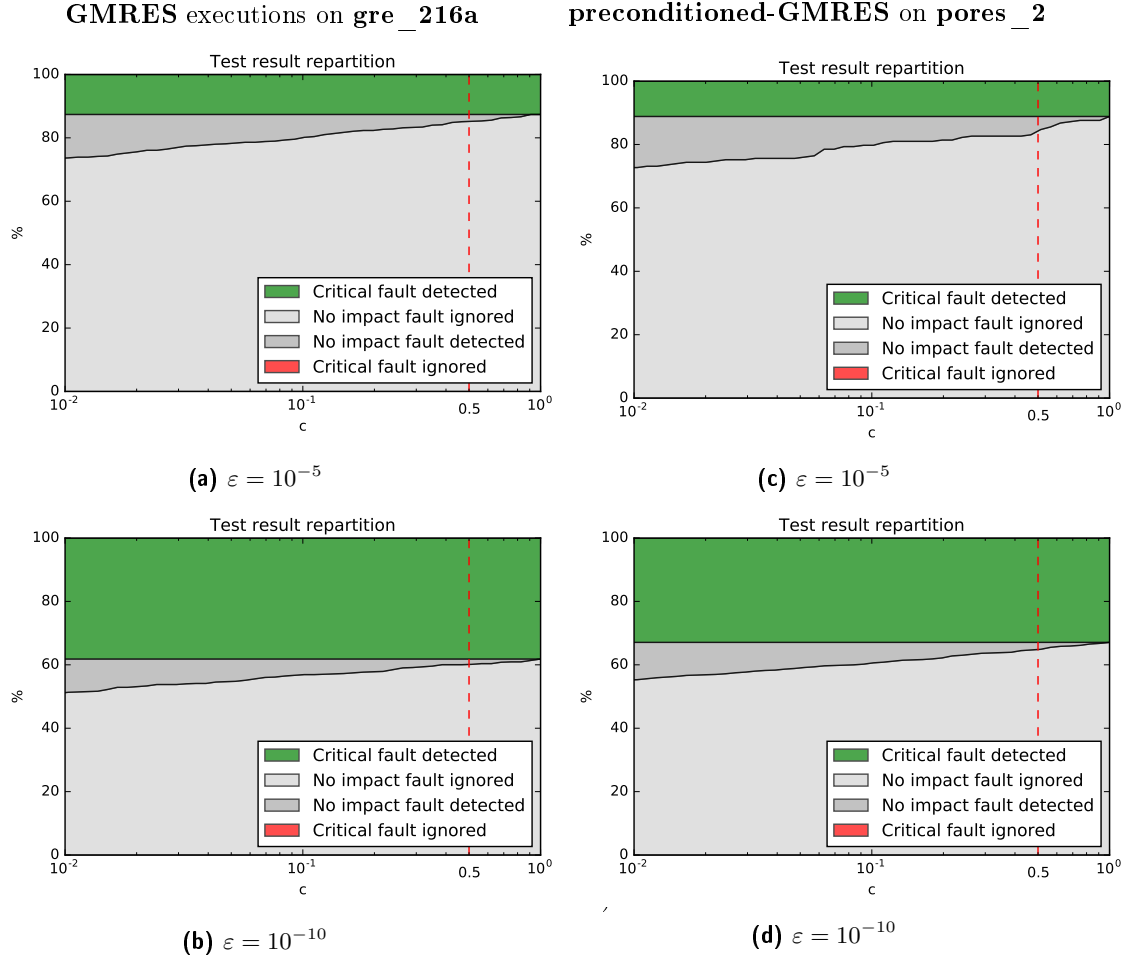 GMRES executions on gre_216a
preconditioned-GMRES on pores_2
Test result repartition
100
80
60
40
20
0
%
10^-2
10^-1
0.5
10^0
c
Critical fault detected
No impact fault ignored
No impact fault detected
Critical fault ignored
(a) ε = 10^-5
Test result repartition
100
80
60
40
20
0
%
10^-2
10^-1
0.5
10^0
c
Critical fault detected
No impact fault ignored
No impact fault detected
Critical fault ignored
(c) ε = 10^-5
Test result repartition
100
80
60
40
20
0
%
10^-2
10^-1
0.5
10^0
c
Critical fault detected
No impact fault ignored
No impact fault detected
Critical fault ignored
(b) ε = 10^-10
Test result repartition
100
80
60
40
20
0
%
10^-2
10^-1
0.5
10^0
c
Critical fault detected
No impact fault ignored
No impact fault detected
Critical fault ignored
,
(d) ε = 10^-10